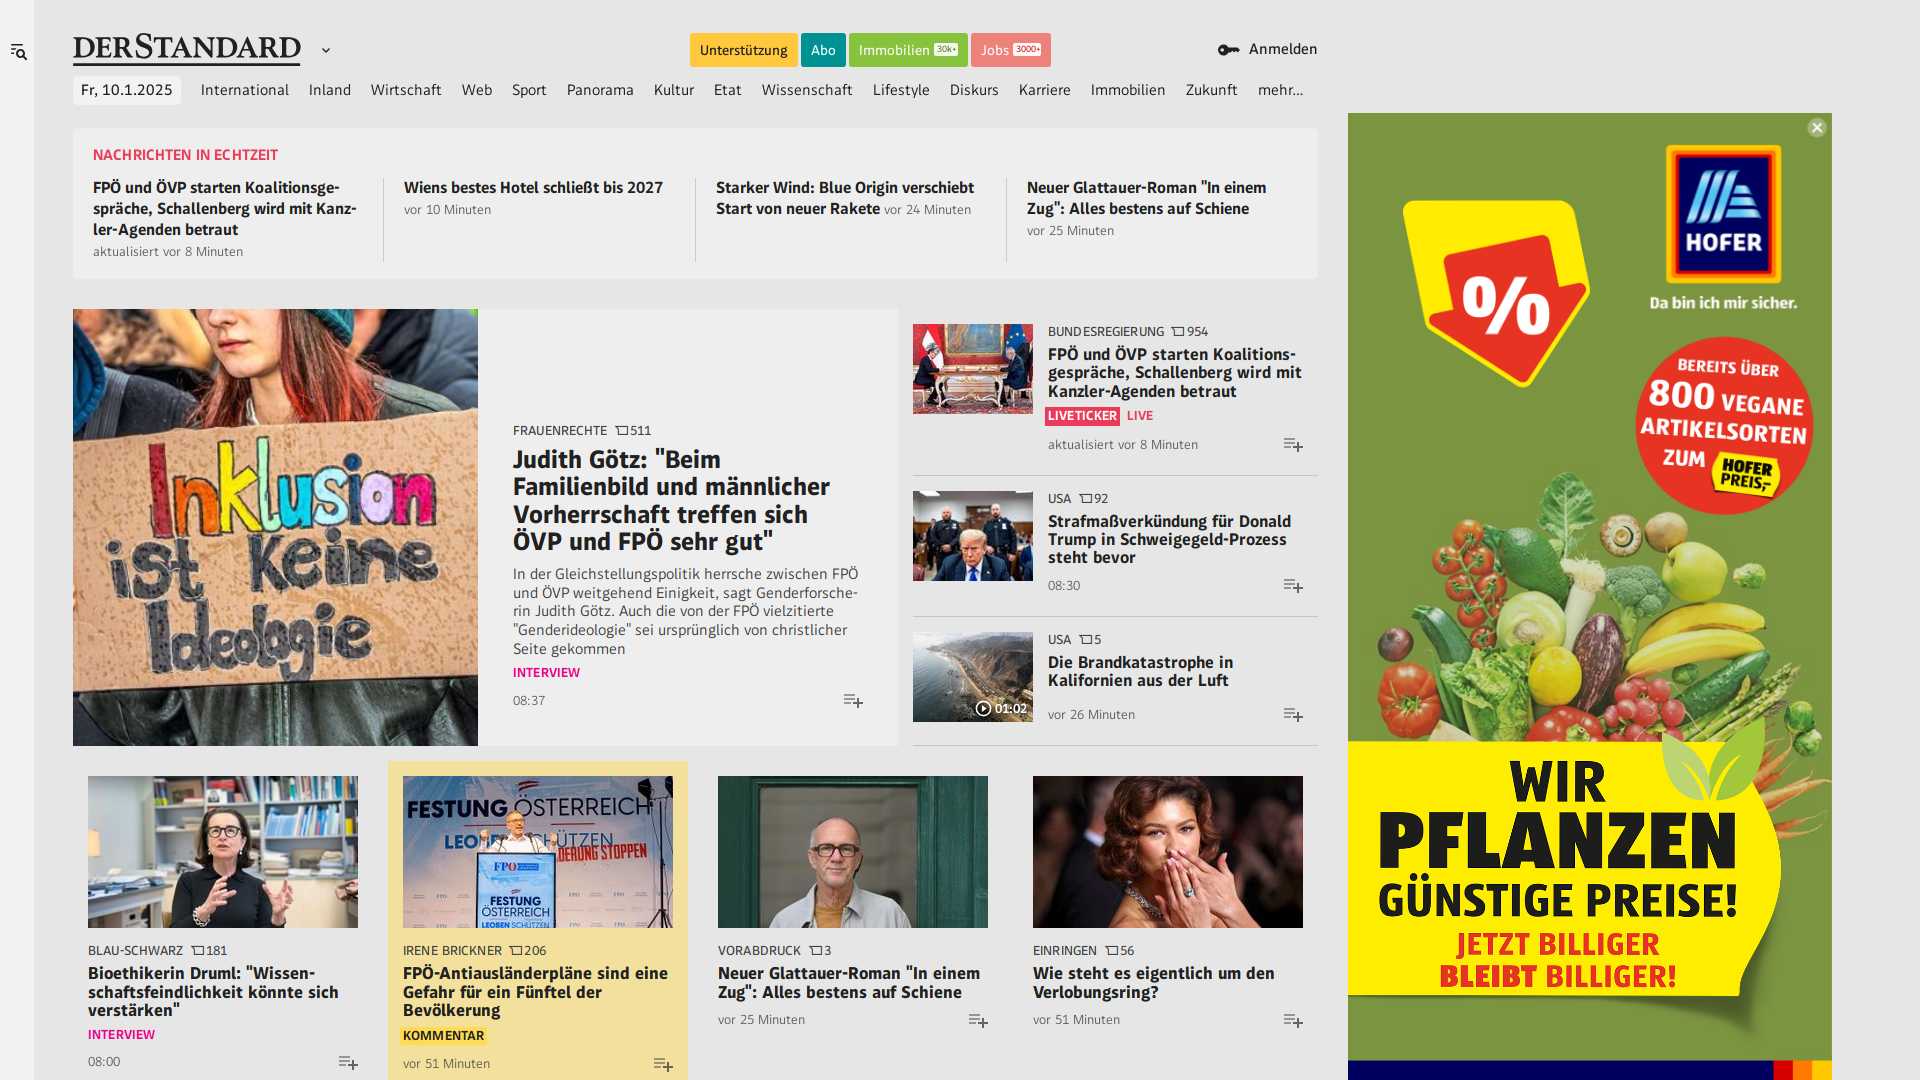 DERSTANDARD
Unterstützung
Abo
Immobilien 30k+
Jobs 3000+
Anmelden
Fr, 10.1.2025
International
Inland
Wirtschaft
Web
Sport
Panorama
Kultur
Etat
Wissenschaft
Lifestyle
Diskurs
Karriere
Immobilien
Zukunft
mehr...
NACHRICHTEN IN ECHTZEIT
FPÖ und ÖVP starten Koalitionsge-
spräche, Schallenberg wird mit Kanz-
ler-Agenden betraut
aktualisiert vor 8 Minuten
Wiens bestes Hotel schließt bis 2027
vor 10 Minuten
Starker Wind: Blue Origin verschiebt
Start von neuer Rakete vor 24 Minuten
Neuer Glattauer-Roman "In einem
Zug": Alles bestens auf Schiene
vor 25 Minuten
Inklusion
ist keine
Ideologie
FRAUENRECHTE 511
Judith Götz: "Beim
Familienbild und männlicher
Vorherrschaft treffen sich
ÖVP und FPÖ sehr gut"
In der Gleichstellungspolitik herrsche zwischen FPÖ
und ÖVP weitgehend Einigkeit, sagt Genderforsche-
rin Judith Götz. Auch die von der FPÖ vielzitierte
"Genderideologie" sei ursprünglich von christlicher
Seite gekommen
INTERVIEW
08:37
BUNDESREGIERUNG 954
FPÖ und ÖVP starten Koalitions-
gespräche, Schallenberg wird mit
Kanzler-Agenden betraut
LIVETICKER LIVE
aktualisiert vor 8 Minuten
USA 92
Strafmaßverkündung für Donald
Trump in Schweigegeld-Prozess
steht bevor
08:30
01:02
USA 5
Die Brandkatastrophe in
Kalifornien aus der Luft
vor 26 Minuten
BLAU-SCHWARZ 181
Bioethikerin Druml: "Wissen-
schaftsfeindlichkeit könnte sich
verstärken"
INTERVIEW
08:00
FESTUNG ÖSTERREICH
LEOBEN SCHÜTZEN
STOPPEN
FPÖ
FESTUNG
ÖSTERREICH
LEOBEN SCHÜTZEN
IRENE BRICKNER 206
FPÖ-Antiausländerpläne sind eine
Gefahr für ein Fünftel der
Bevölkerung
KOMMENTAR
vor 51 Minuten
VORABDRUCK 3
Neuer Glattauer-Roman "In einem
Zug": Alles bestens auf Schiene
vor 25 Minuten
EINRINGEN 56
Wie steht es eigentlich um den
Verlobungsring?
vor 51 Minuten
%
HOFER
Da bin ich mir sicher.
BEREITS ÜBER
800 VEGANE
ARTIKELSORTEN
ZUM HOFER
PREIS,-
WIR
PFLANZEN
GÜNSTIGE PREISE!
JETZT BILLIGER
BLEIBT BILLIGER!